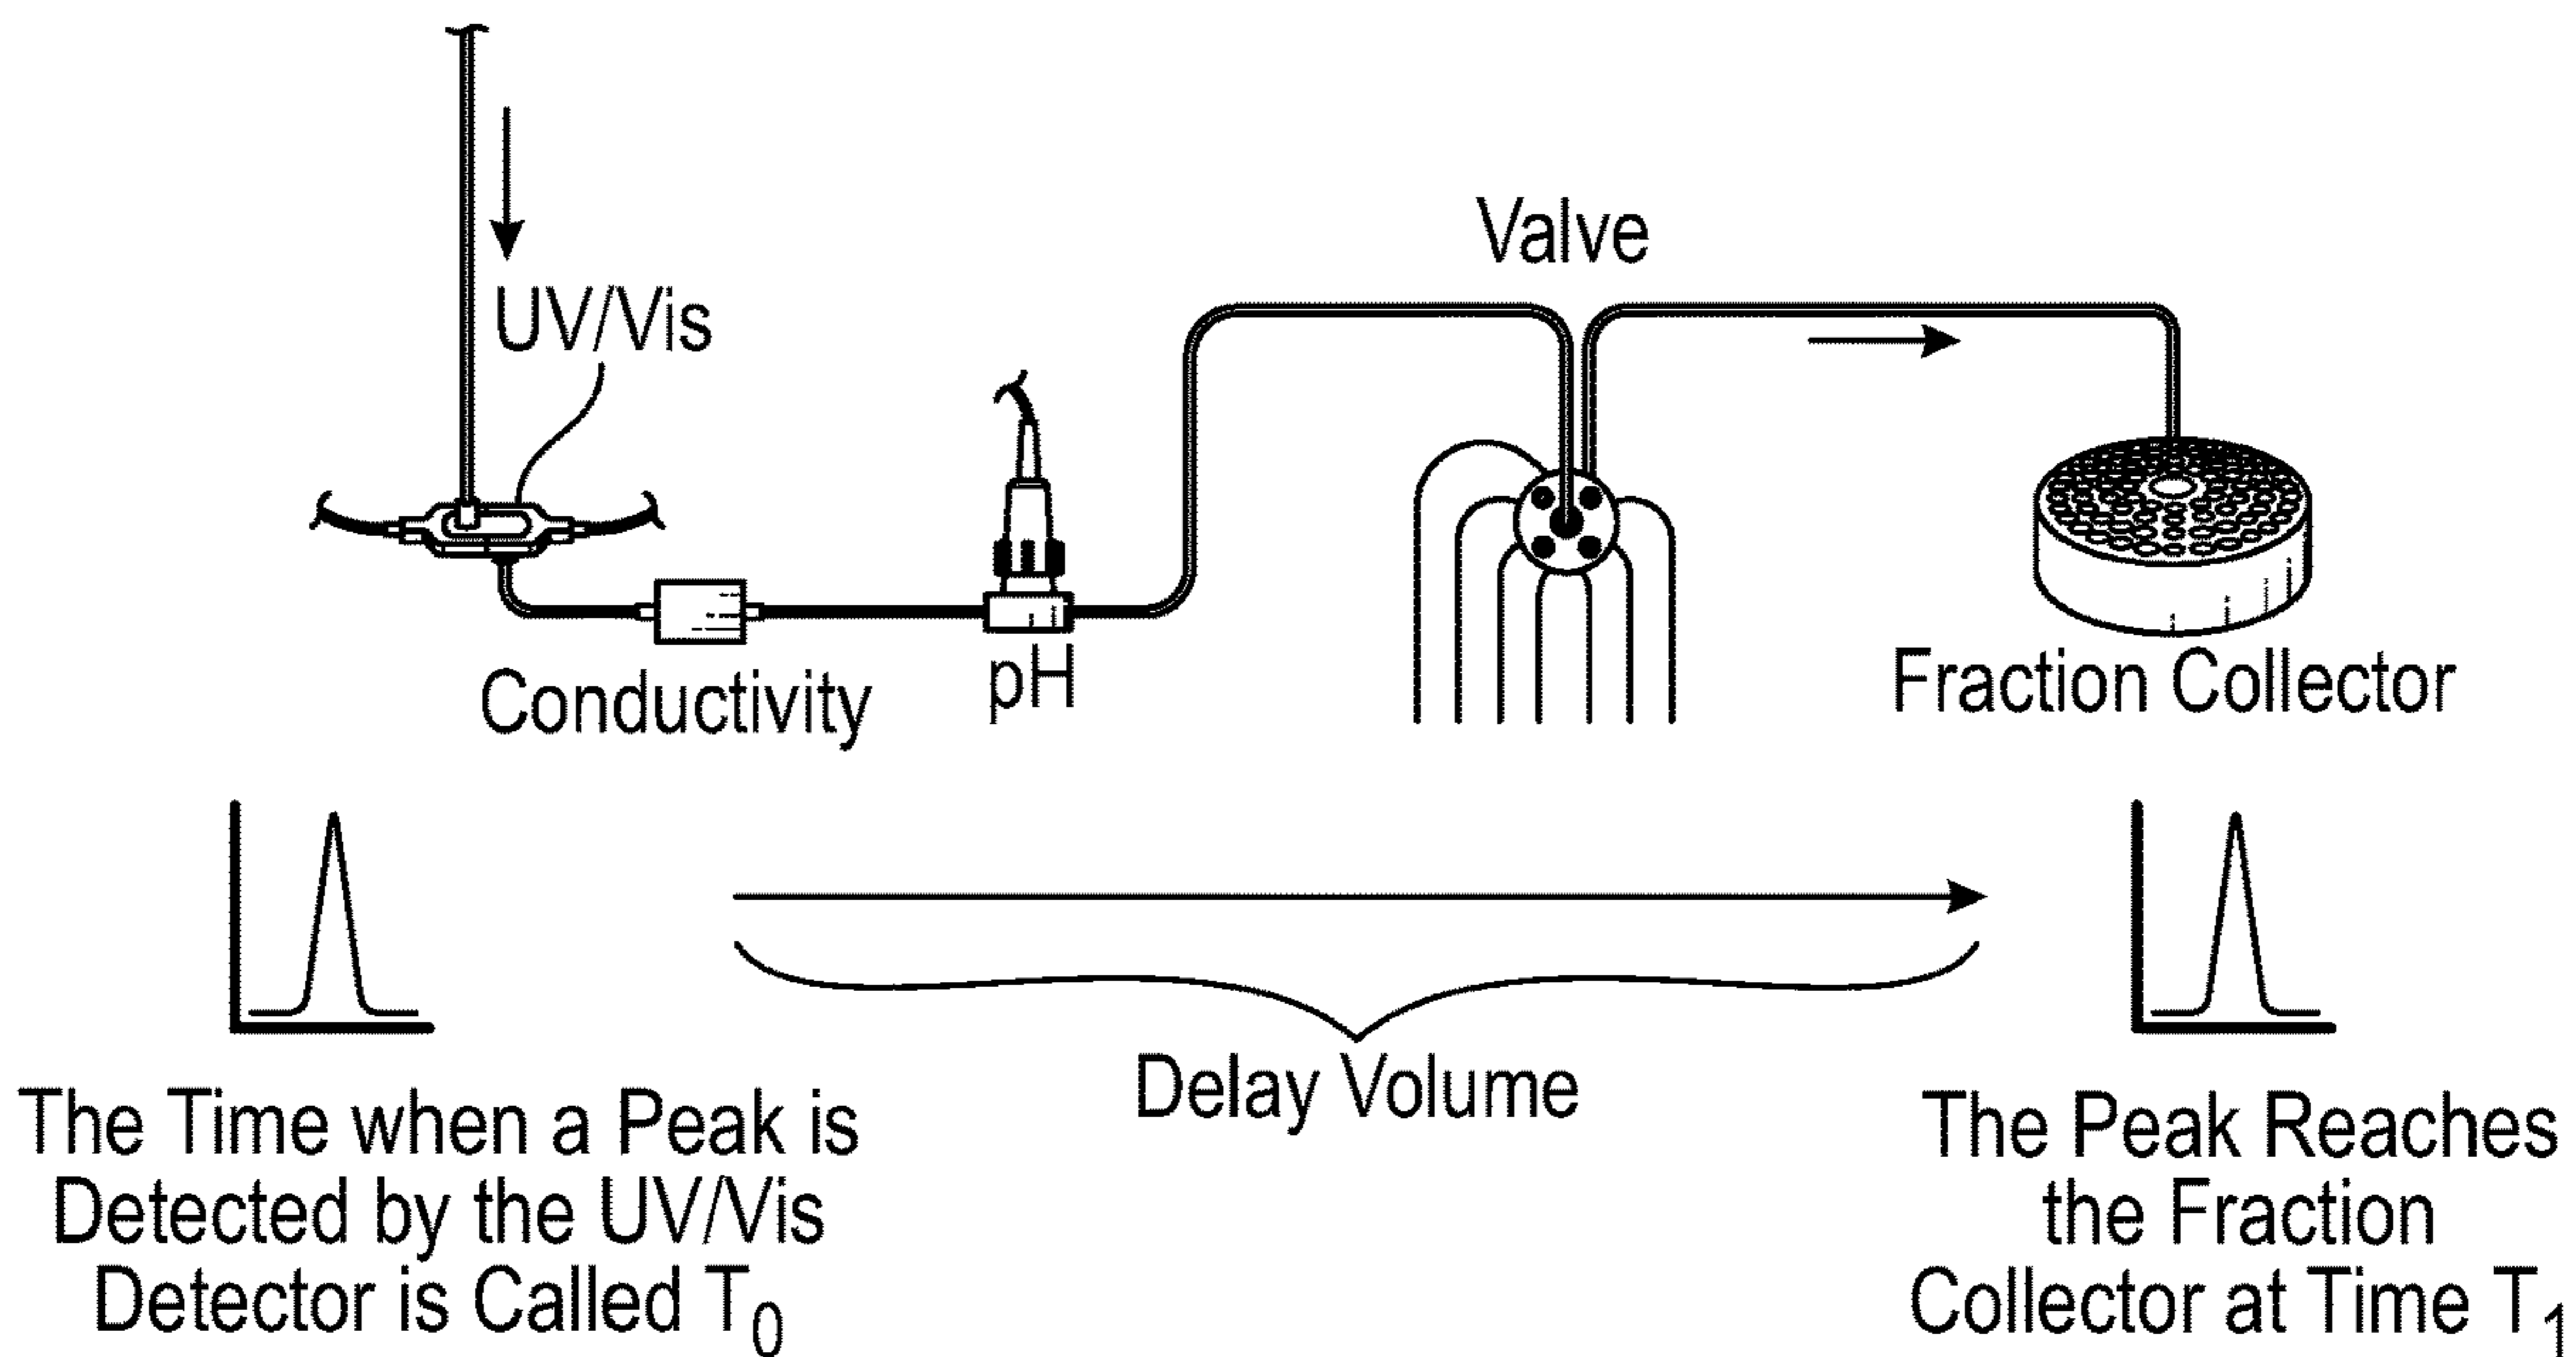 Valve
UV/Vis
Conductivity
pH
Fraction Collector
Delay Volume
The Time when a Peak is
Detected by the UV/Vis
Detector is Called T₀
The Peak Reaches
the Fraction
Collector at Time T₁